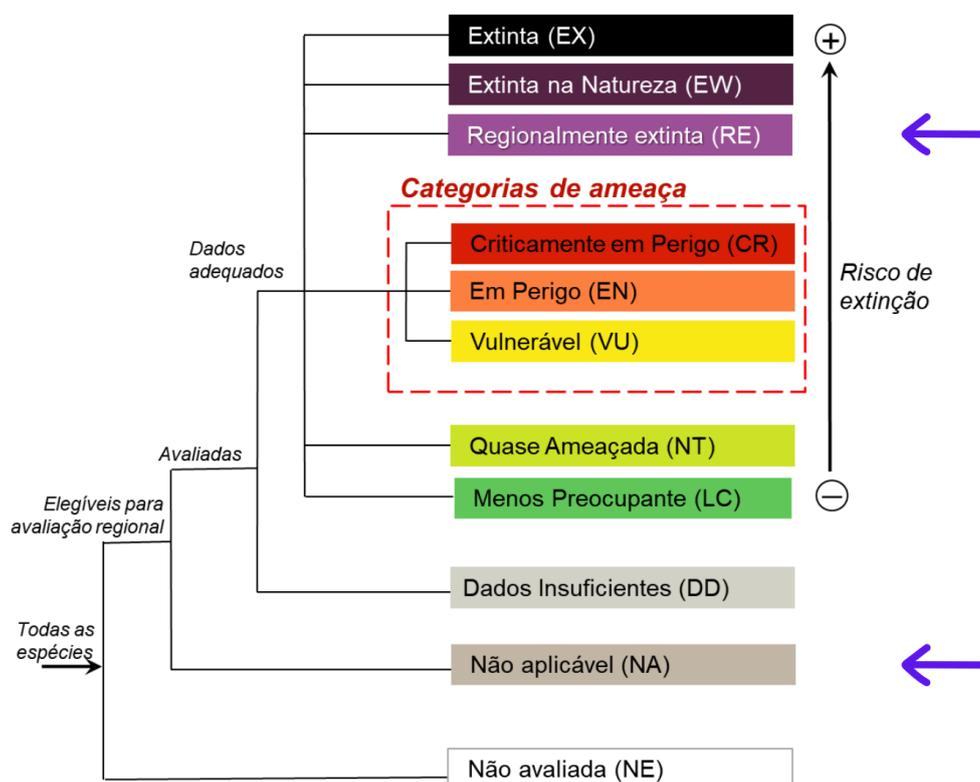 Extinta (EX)
Extinta na Natureza (EW)
Regionalmente extinta (RE)
Categorias de ameaça
Criticamente em Perigo (CR)
Em Perigo (EN)
Vulnerável (VU)
Quase Ameaçada (NT)
Menos Preocupante (LC)
Dados Insuficientes (DD)
Não aplicável (NA)
Não avaliada (NE)
Dados
adequados
Avaliadas
Elegíveis para
avaliação regional
Todas as
espécies
+
Risco de
extinção
−